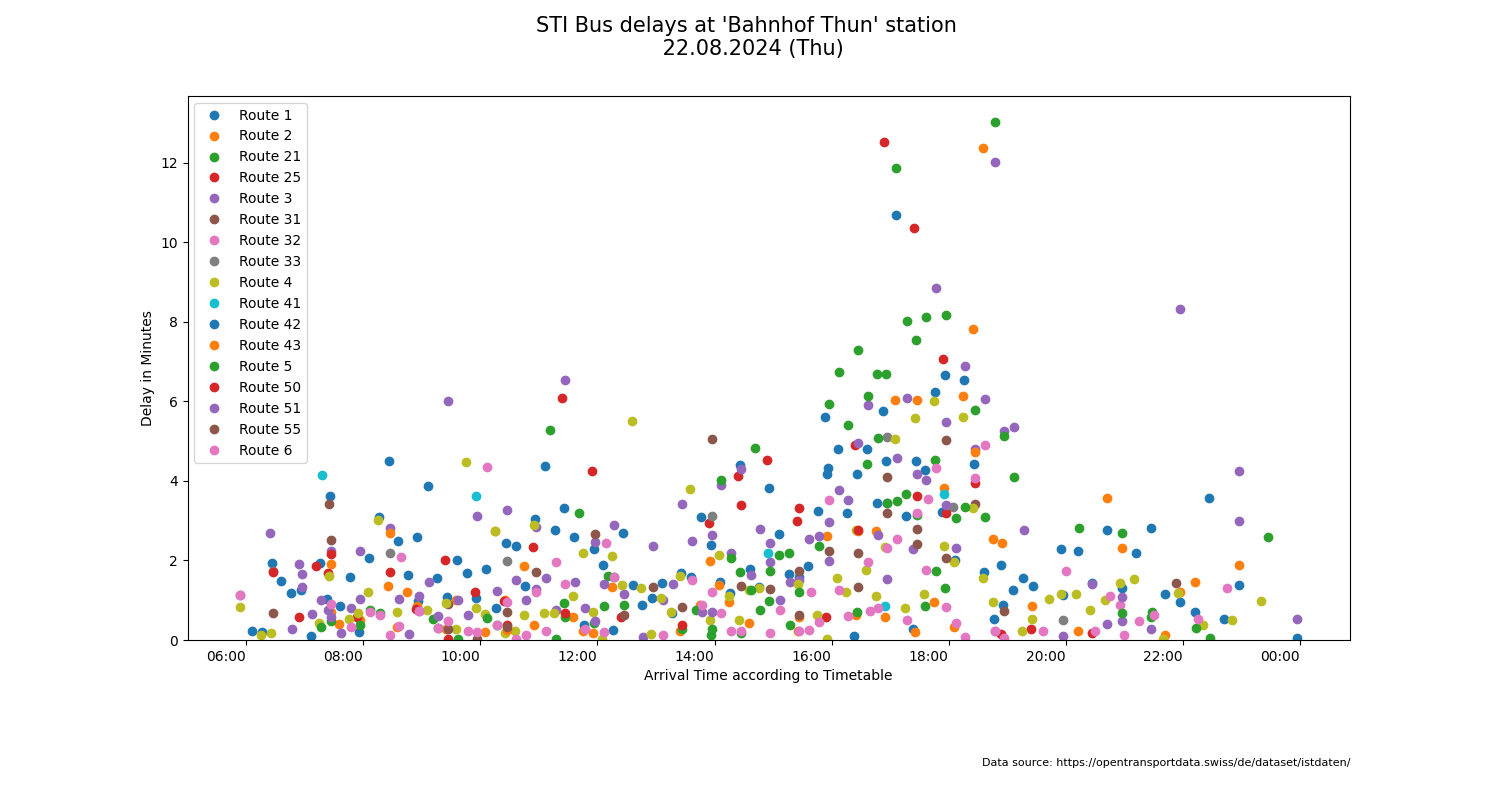 STI Bus delays at 'Bahnhof Thun' station
22.08.2024 (Thu)
Route 1
Route 2
Route 21
Route 25
Route 3
Route 31
Route 32
Route 33
Route 4
Route 41
Route 42
Route 43
Route 5
Route 50
Route 51
Route 55
Route 6
Delay in Minutes
12
10
8
6
4
2
0
06:00 08:00 10:00 12:00 14:00 16:00 18:00 20:00 22:00 00:00
Arrival Time according to Timetable
Data source: https://opentransportdata.swiss/de/dataset/istdaten/